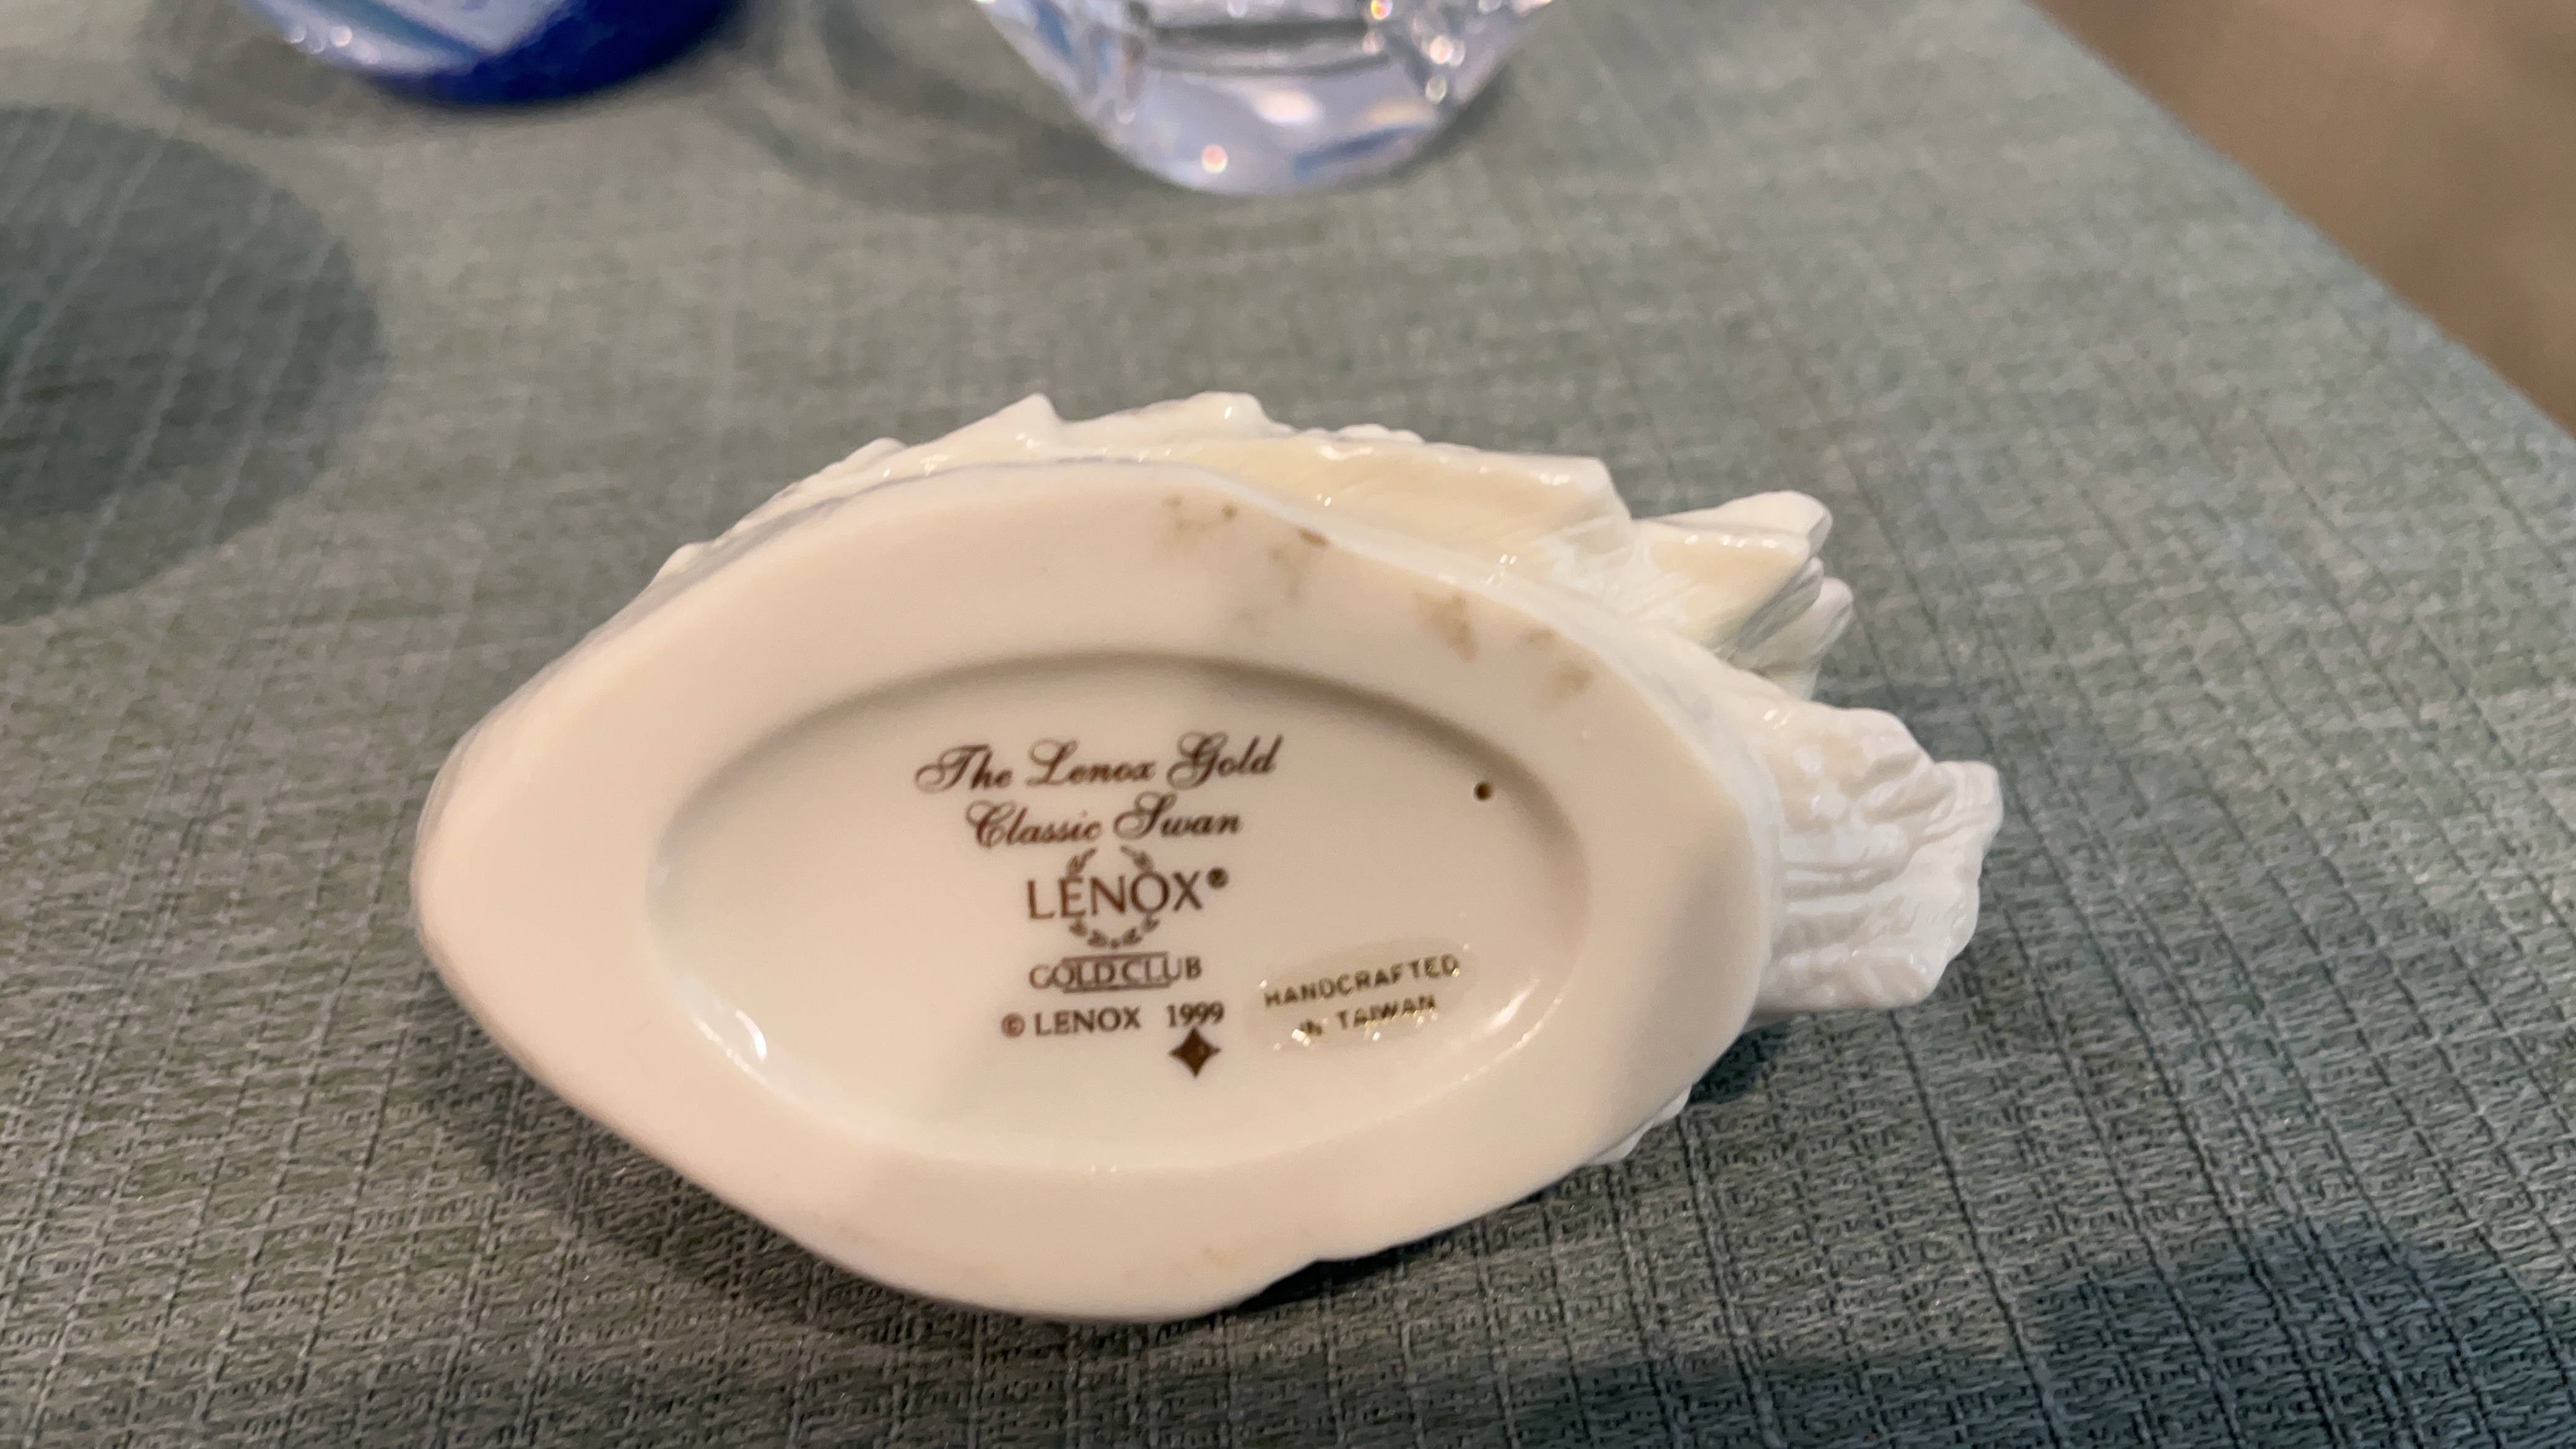 The Lenox Gold
Classic Swan
LENOX®
GOLD CLUB
© LENOX 1999
HANDCRAFTED
IN TAIWAN